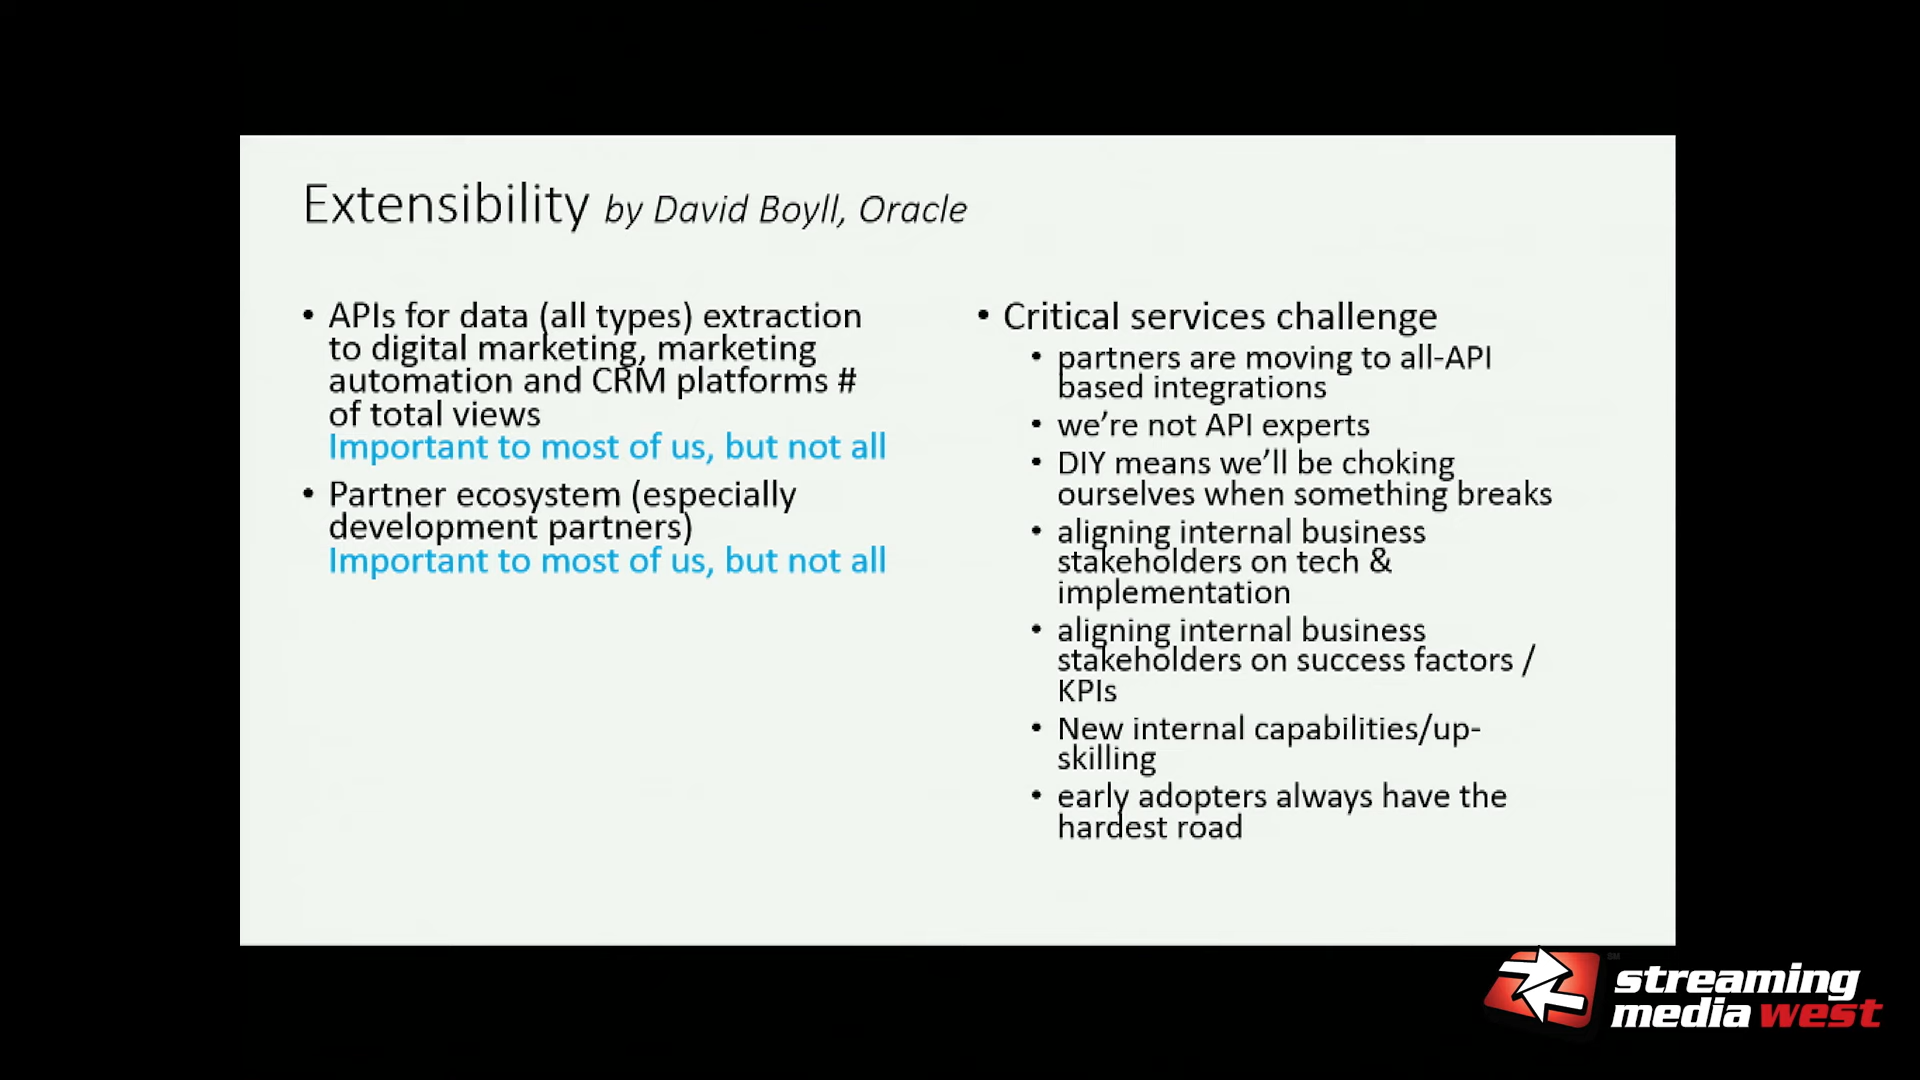 Extensibility by David Boyll, Oracle
• APIs for data (all types) extraction
to digital marketing, marketing
automation and CRM platforms #
of total views
Important to most of us, but not all
• Partner ecosystem (especially
development partners)
Important to most of us, but not all
• Critical services challenge
• partners are moving to all-API
based integrations
• we’re not API experts
• DIY means we’ll be choking
ourselves when something breaks
• aligning internal business
stakeholders on tech &
implementation
• aligning internal business
stakeholders on success factors /
KPIs
• New internal capabilities/up-
skilling
• early adopters always have the
hardest road
SM
streaming
media west